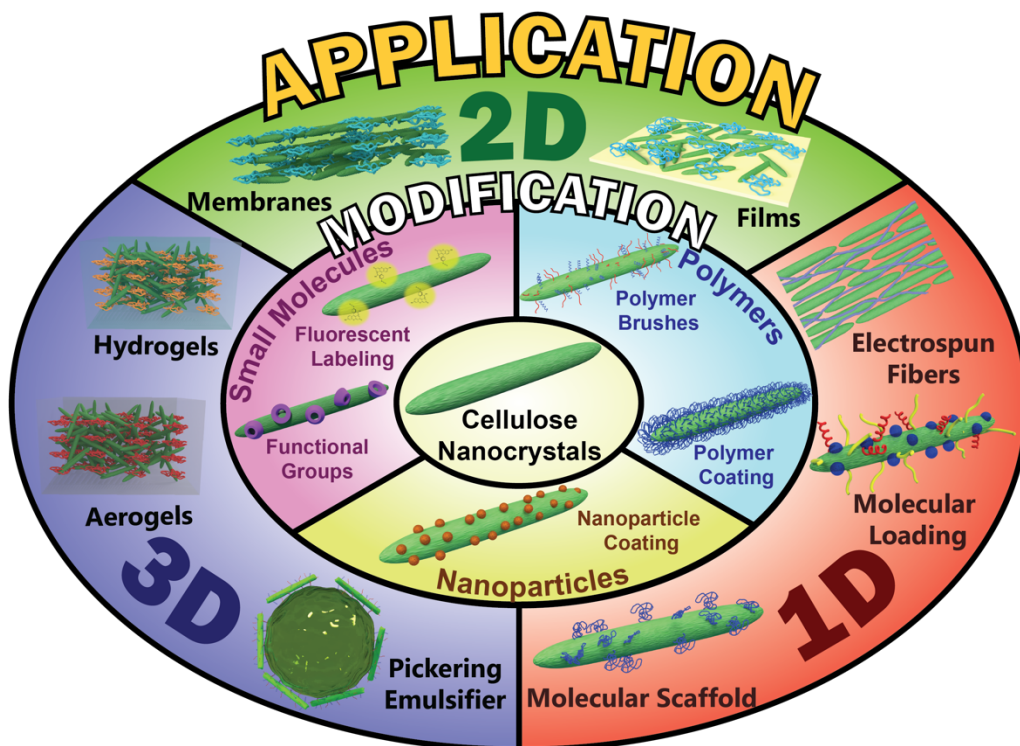 APPLICATION
2D
Membranes
Films
MODIFICATION
Small Molecules
Fluorescent
Labeling
Functional
Groups
Polymers
Polymer
Brushes
Polymer
Coating
Cellulose
Nanocrystals
Nanoparticle
Coating
Nanoparticles
Hydrogels
Aerogels
3D
Pickering
Emulsifier
Electrospun
Fibers
Molecular
Loading
1D
Molecular Scaffold